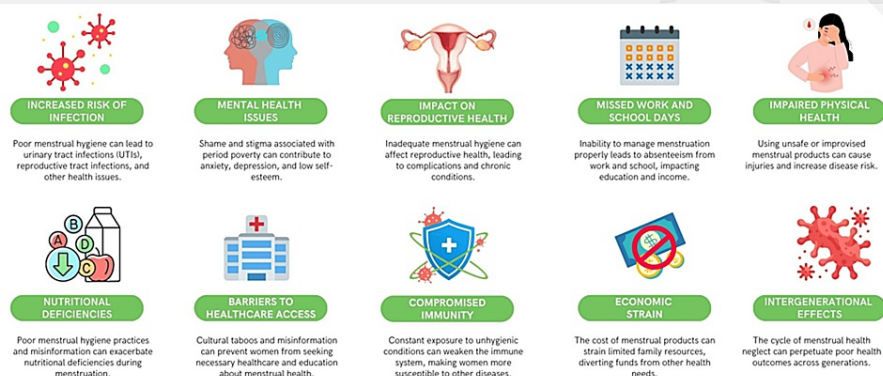 INCREASED RISK OF
INFECTION
Poor menstrual hygiene can lead to
urinary tract infections (UTIs),
reproductive tract infections, and
other health issues.
MENTAL HEALTH
ISSUES
Shame and stigma associated with
period poverty can contribute to
anxiety, depression, and low self-
esteem.
IMPACT ON
REPRODUCTIVE HEALTH
Inadequate menstrual hygiene can
affect reproductive health, leading
to complications and chronic
conditions.
MISSED WORK AND
SCHOOL DAYS
Inability to manage menstruation
properly leads to absenteeism from
work and school, impacting
education and income.
IMPAIRED PHYSICAL
HEALTH
Using unsafe or improvised
menstrual products can cause
injuries and increase disease risk.
B
A
D
C
NUTRITIONAL
DEFICIENCIES
Poor menstrual hygiene practices
and misinformation can exacerbate
nutritional deficiencies during
menstruation.
BARRIERS TO
HEALTHCARE ACCESS
Cultural taboos and misinformation
can prevent women from seeking
necessary healthcare and education
about menstrual health.
COMPROMISED
IMMUNITY
Constant exposure to unhygienic
conditions can weaken the immune
system, making women more
susceptible to other diseases.
$
ECONOMIC
STRAIN
The cost of menstrual products can
strain limited family resources,
diverting funds from other health
needs.
INTERGENERATIONAL
EFFECTS
The cycle of menstrual health
neglect can perpetuate poor health
outcomes across generations.